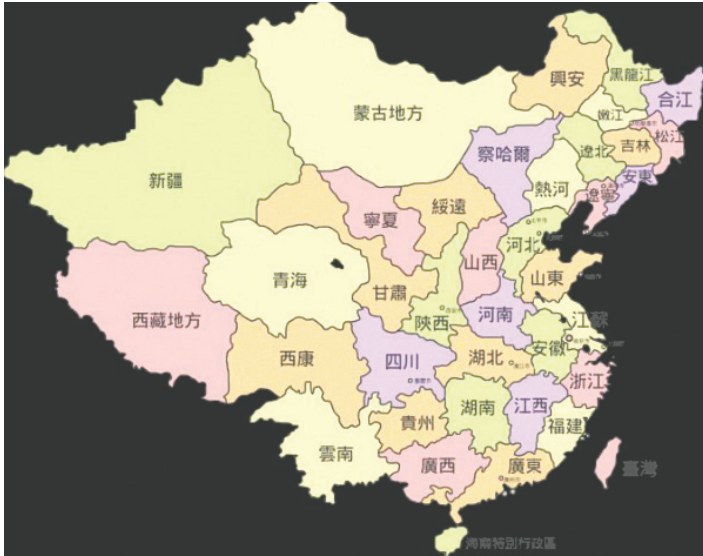 黑龍江
興安
合江
蒙古地方
嫩江
松江
吉林
察哈爾
遼北
安東
新疆
熱河
遼寧
寧夏
綏遠
河北
山西
青海
山東
甘肅
河南
江蘇
西藏地方
陝西
安徽
西康
四川
湖北
浙江
重慶市
湖南
江西
貴州
福建
雲南
廣西
廣東
臺灣
海南特別行政區